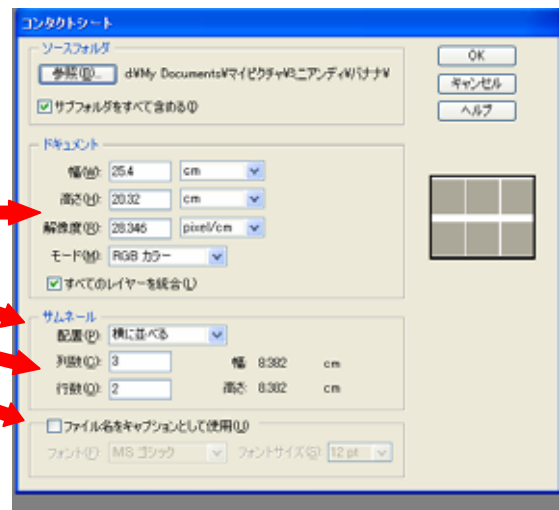 コンタクトシート
ソースフォルダ
参照(B)... d¥My Documents¥マイピクチャ¥ミニアンディ¥バナナ¥
サブフォルダをすべて含める(I)
OK
キャンセル
ヘルプ
ドキュメント
幅(W): 25.4 cm
高さ(H): 20.32 cm
解像度(R): 28.346 pixel/cm
モード(M): RGB カラー
すべてのレイヤーを統合(L)
サムネール
配置(P): 横に並べる
列数(C): 3 幅: 8.382 cm
行数(O): 2 高さ: 8.382 cm
ファイル名をキャプションとして使用(U)
フォント(F): MS ゴシック フォントサイズ(S): 12 pt